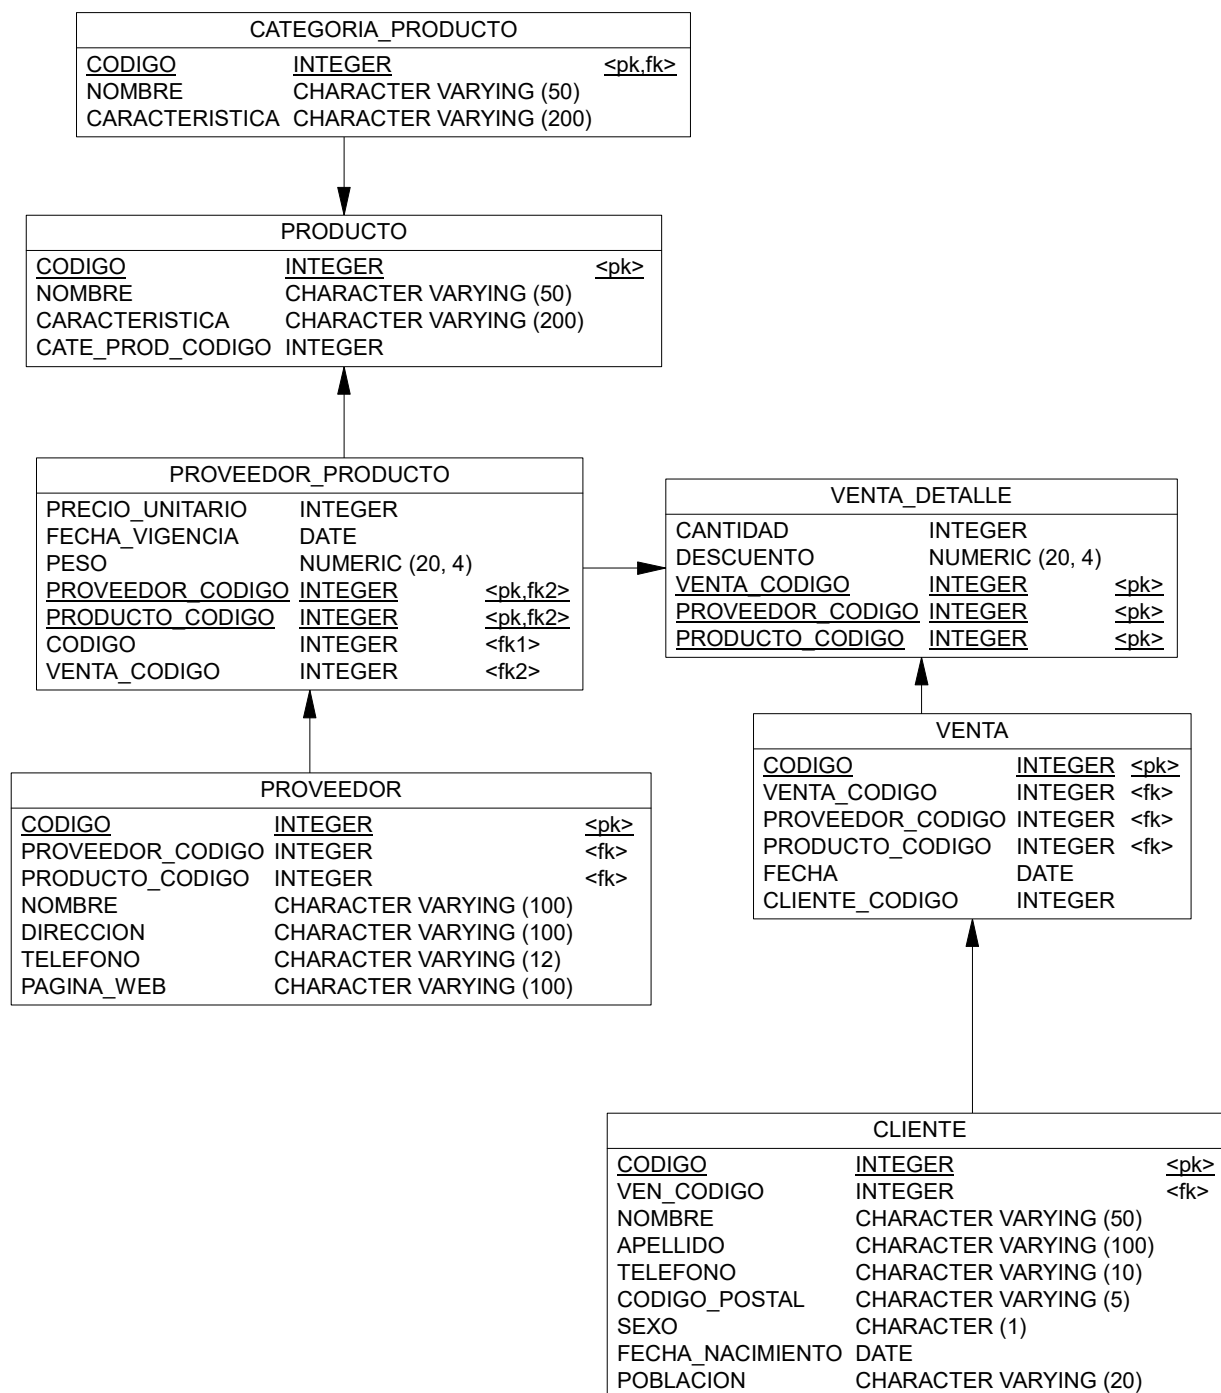 CATEGORIA_PRODUCTO
CODIGO INTEGER <pk,fk>
NOMBRE CHARACTER VARYING (50)
CARACTERISTICA CHARACTER VARYING (200)
PRODUCTO
CODIGO INTEGER <pk>
NOMBRE CHARACTER VARYING (50)
CARACTERISTICA CHARACTER VARYING (200)
CATE_PROD_CODIGO INTEGER
PROVEEDOR_PRODUCTO
PRECIO_UNITARIO INTEGER
FECHA_VIGENCIA DATE
PESO NUMERIC (20, 4)
PROVEEDOR_CODIGO INTEGER <pk,fk2>
PRODUCTO_CODIGO INTEGER <pk,fk2>
CODIGO INTEGER <fk1>
VENTA_CODIGO INTEGER <fk2>
VENTA_DETALLE
CANTIDAD INTEGER
DESCUENTO NUMERIC (20, 4)
VENTA_CODIGO INTEGER <pk>
PROVEEDOR_CODIGO INTEGER <pk>
PRODUCTO_CODIGO INTEGER <pk>
VENTA
CODIGO INTEGER <pk>
VENTA_CODIGO INTEGER <fk>
PROVEEDOR_CODIGO INTEGER <fk>
PRODUCTO_CODIGO INTEGER <fk>
FECHA DATE
CLIENTE_CODIGO INTEGER
PROVEEDOR
CODIGO INTEGER <pk>
PROVEEDOR_CODIGO INTEGER <fk>
PRODUCTO_CODIGO INTEGER <fk>
NOMBRE CHARACTER VARYING (100)
DIRECCION CHARACTER VARYING (100)
TELEFONO CHARACTER VARYING (12)
PAGINA_WEB CHARACTER VARYING (100)
CLIENTE
CODIGO INTEGER <pk>
VEN_CODIGO INTEGER <fk>
NOMBRE CHARACTER VARYING (50)
APELLIDO CHARACTER VARYING (100)
TELEFONO CHARACTER VARYING (10)
CODIGO_POSTAL CHARACTER VARYING (5)
SEXO CHARACTER (1)
FECHA_NACIMIENTO DATE
POBLACION CHARACTER VARYING (20)